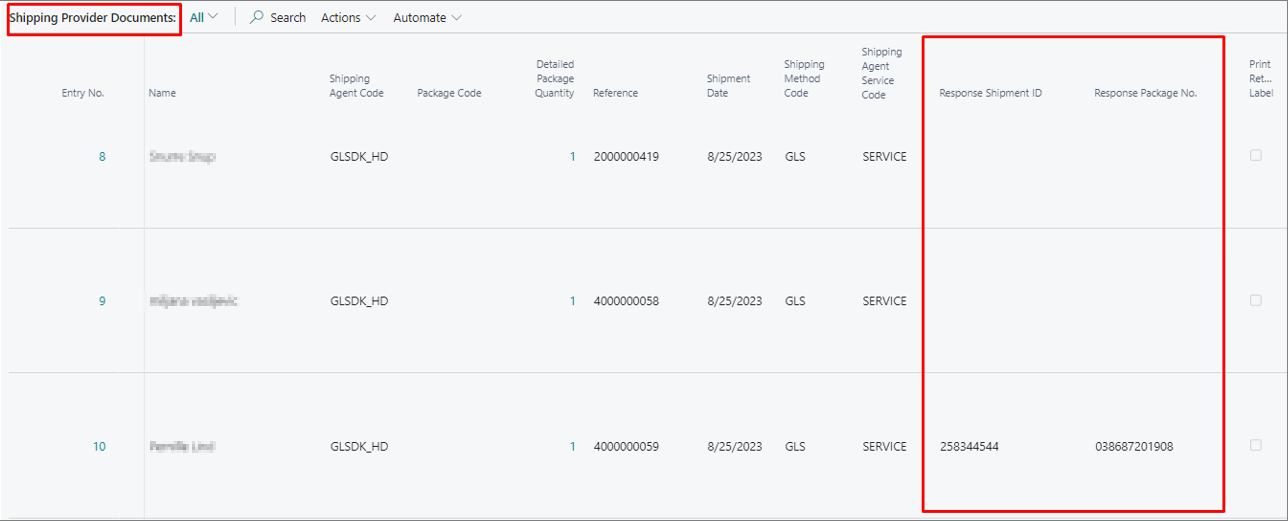 Shipping Provider Documents: All Search Actions Automate
Entry No. Name Shipping Agent Code Package Code Detailed Package Quantity Reference Shipment Date Shipping Method Code Shipping Agent Service Code Response Shipment ID Response Package No. Print Ret... Label
8 GLSDK_HD 1 2000000419 8/25/2023 GLS SERVICE
9 GLSDK_HD 1 4000000058 8/25/2023 GLS SERVICE
10 GLSDK_HD 1 4000000059 8/25/2023 GLS SERVICE 258344544 038687201908